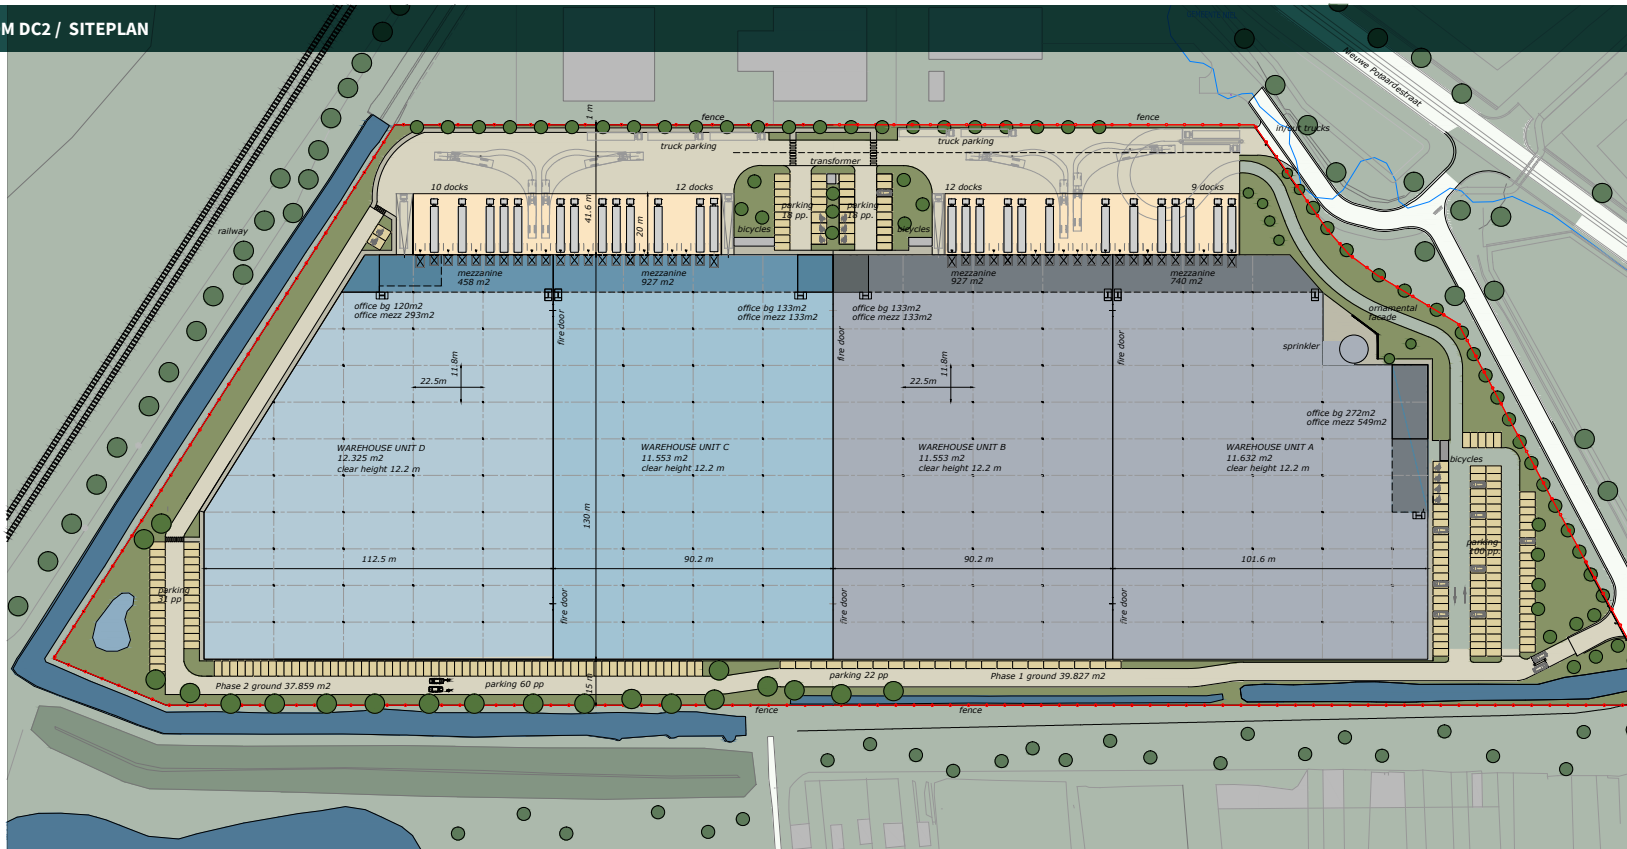 M DC2 / SITEPLAN
Nieuwe Potaardestraat
1 m
fence
fence
in/out trucks
truck parking
truck parking
transformer
10 docks
12 docks
12 docks
9 docks
41.6 m
20 m
parking
18 pp.
parking
18 pp.
railway
bicycles
bicycles
mezzanine
458 m2
mezzanine
927 m2
mezzanine
927 m2
mezzanine
740 m2
office bg 120m2
office mezz 293m2
office bg 133m2
office mezz 133m2
office bg 133m2
office mezz 133m2
ornamental
facade
fire door
fire door
fire door
sprinkler
11.8m
22.5m
11.8m
22.5m
office bg 272m2
office mezz 549m2
WAREHOUSE UNIT D
12.325 m2
clear height 12.2 m
WAREHOUSE UNIT C
11.553 m2
clear height 12.2 m
WAREHOUSE UNIT B
11.553 m2
clear height 12.2 m
WAREHOUSE UNIT A
11.632 m2
clear height 12.2 m
bicycles
130 m
parking
100 pp.
112.5 m
90.2 m
90.2 m
101.6 m
parking
31 pp
fire door
fire door
fire door
Phase 2 ground 37.859 m2
parking 60 pp
15 m
parking 22 pp
Phase 1 ground 39.827 m2
fence
fence